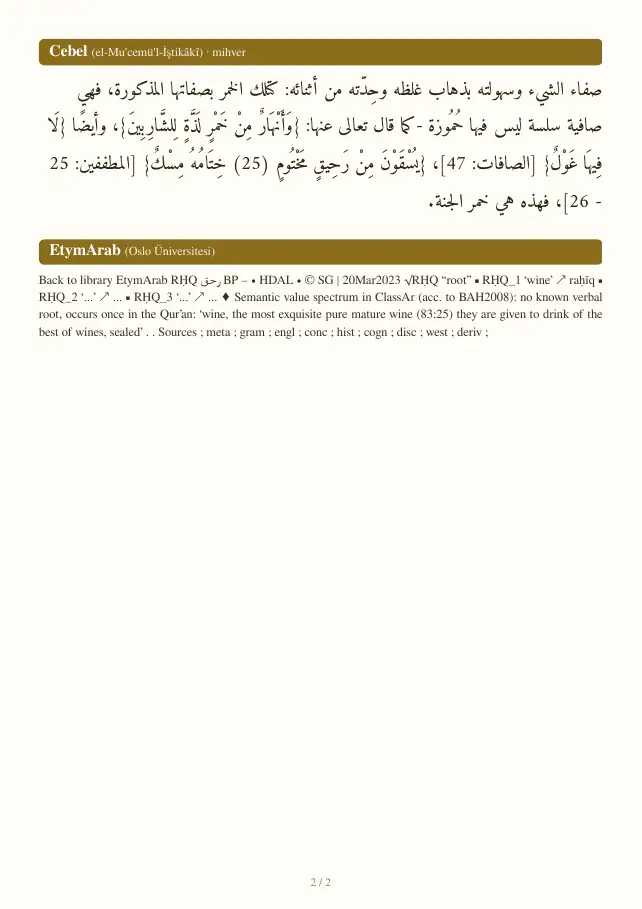 Cebel (el-Mu'cemü'l-İştikâkî) · mihver
صفاء الشيء وسهولته بذهاب غلظه وحِدّته من أثنائه: كتلك الخمر بصفاتها المذكورة، فهي
صافية سلسة ليس فيها حُمُوزة -كما قال تعالى عنها: {وَأَنْهَارٌ مِنْ خَمْرٍ لَذَّةٍ لِلشَّارِبِينَ}، وأيضًا {لَا
فِيهَا غَوْلٌ} [الصافات: 47]، {يُسْقَوْنَ مِنْ رَحِيقٍ مَخْتُومٍ (25) خِتَامُهُ مِسْكٌ} [المطففين: 25
- 26]، فهذه هي خمر الجنة.
EtymArab (Oslo Üniversitesi)
Back to library EtymArab RḤQ رحق BP – • HDAL • © SG | 20Mar2023 √RḤQ “root” ▪ RḤQ_1 ‘wine’ ↗ raḥīq ▪
RḤQ_2 ‘...’ ↗ ... ▪ RḤQ_3 ‘...’ ↗ ... ♦ Semantic value spectrum in ClassAr (acc. to BAH2008): no known verbal
root, occurs once in the Qur’an: ‘wine, the most exquisite pure mature wine (83:25) they are given to drink of the
best of wines, sealed’ . . Sources ; meta ; gram ; engl ; conc ; hist ; cogn ; disc ; west ; deriv ;
2 / 2